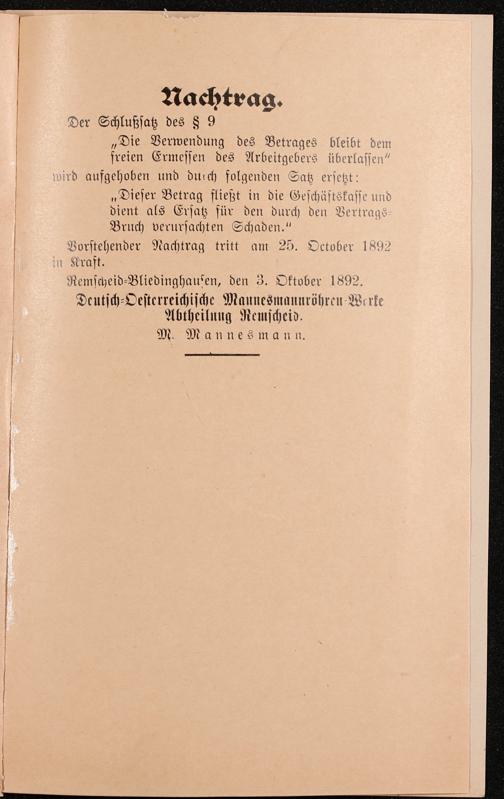 Nachtrag.
Der Schlußsatz des § 9
„Die Verwendung des Betrages bleibt dem
freien Ermessen des Arbeitgebers überlassen“
wird aufgehoben und durch folgenden Satz ersetzt:
„Dieser Betrag fließt in die Geschäftskasse und
dient als Ersatz für den durch den Vertrags-
Bruch verursachten Schaden.“
Vorstehender Nachtrag tritt am 25. October 1892
in Kraft.
Remscheid-Bliedinghausen, den 3. Oktober 1892.
Deutsch-Oesterreichische Mannesmannröhren-Werke
Abtheilung Remscheid.
M. Mannesmann.